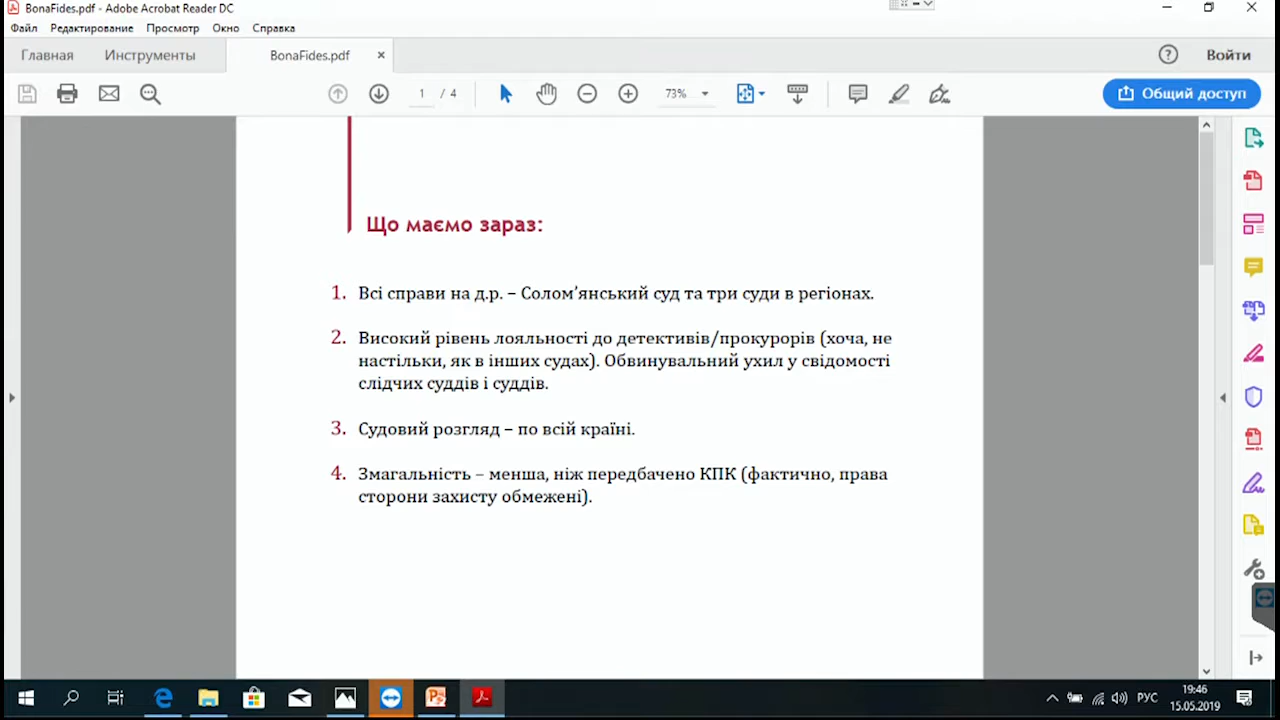 BonaFides.pdf - Adobe Acrobat Reader DC
Файл Редактирование Просмотр Окно Справка
Главная Инструменты BonaFides.pdf Войти
1 / 4 73% Общий доступ
Що маємо зараз:
1. Всі справи на д.р. – Солом’янський суд та три суди в регіонах.
2. Високий рівень лояльності до детективів/прокурорів (хоча, не
настільки, як в інших судах). Обвинувальний ухил у свідомості
слідчих суддів і суддів.
3. Судовий розгляд – по всій країні.
4. Змагальність – менша, ніж передбачено КПК (фактично, права
сторони захисту обмежені).
РУС
19:46
15.05.2019